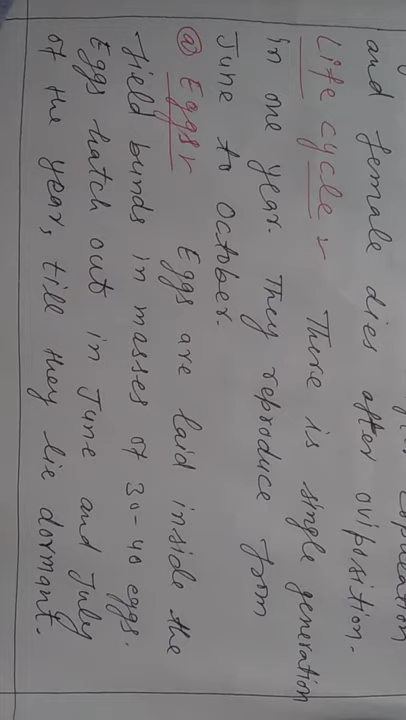 copulation
and female dies after oviposition.
Life cycle :- There is single generation
in one year. They reproduce from
June to October.
(a) Eggs :- Eggs are laid inside the
field bunds in masses of 30-40 eggs.
Eggs hatch out in June and July
of the year, till they lie dormant.